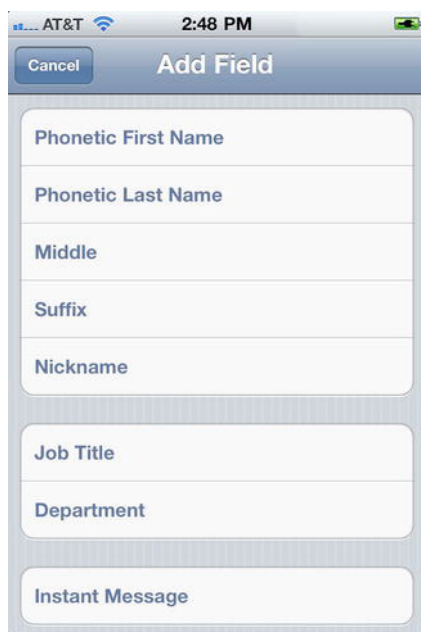 AT&T 2:48 PM
Cancel Add Field
Phonetic First Name
Phonetic Last Name
Middle
Suffix
Nickname
Job Title
Department
Instant Message